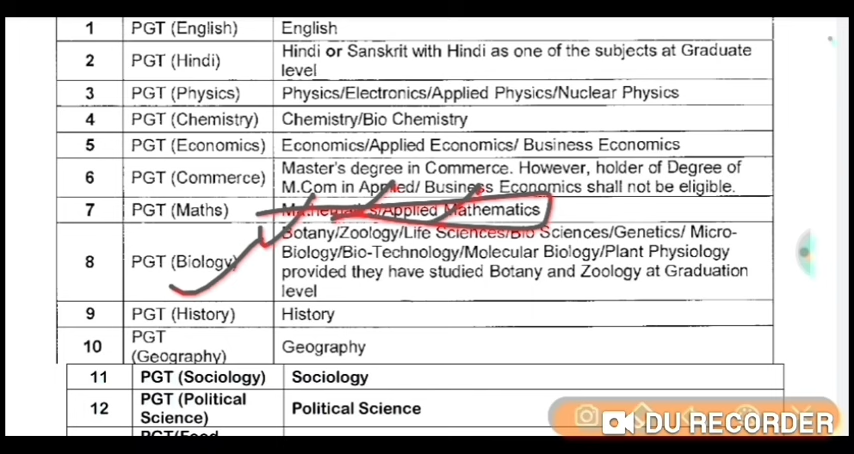 1 PGT (English) English
2 PGT (Hindi) Hindi or Sanskrit with Hindi as one of the subjects at Graduate
level
3 PGT (Physics) Physics/Electronics/Applied Physics/Nuclear Physics
4 PGT (Chemistry) Chemistry/Bio Chemistry
5 PGT (Economics) Economics/Applied Economics/ Business Economics
6 PGT (Commerce) Master's degree in Commerce. However, holder of Degree of
M.Com in Applied/ Business Economics shall not be eligible.
7 PGT (Maths) Mathematics/Applied Mathematics
8 PGT (Biology) Botany/Zoology/Life Sciences/Bio Sciences/Genetics/ Micro-
Biology/Bio-Technology/Molecular Biology/Plant Physiology
provided they have studied Botany and Zoology at Graduation
level
9 PGT (History) History
10 PGT
(Geography) Geography
11 PGT (Sociology) Sociology
12 PGT (Political
Science) Political Science
DU RECORDER